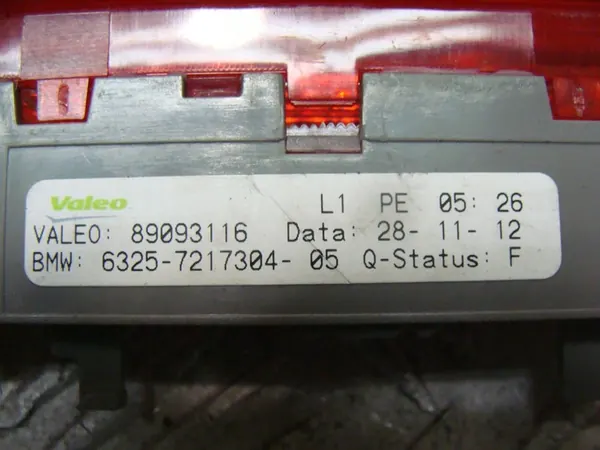 Valeo L1 PE 05: 26
VALEO: 89093116 Data: 28- 11- 12
BMW: 6325-7217304- 05 Q-Status: F